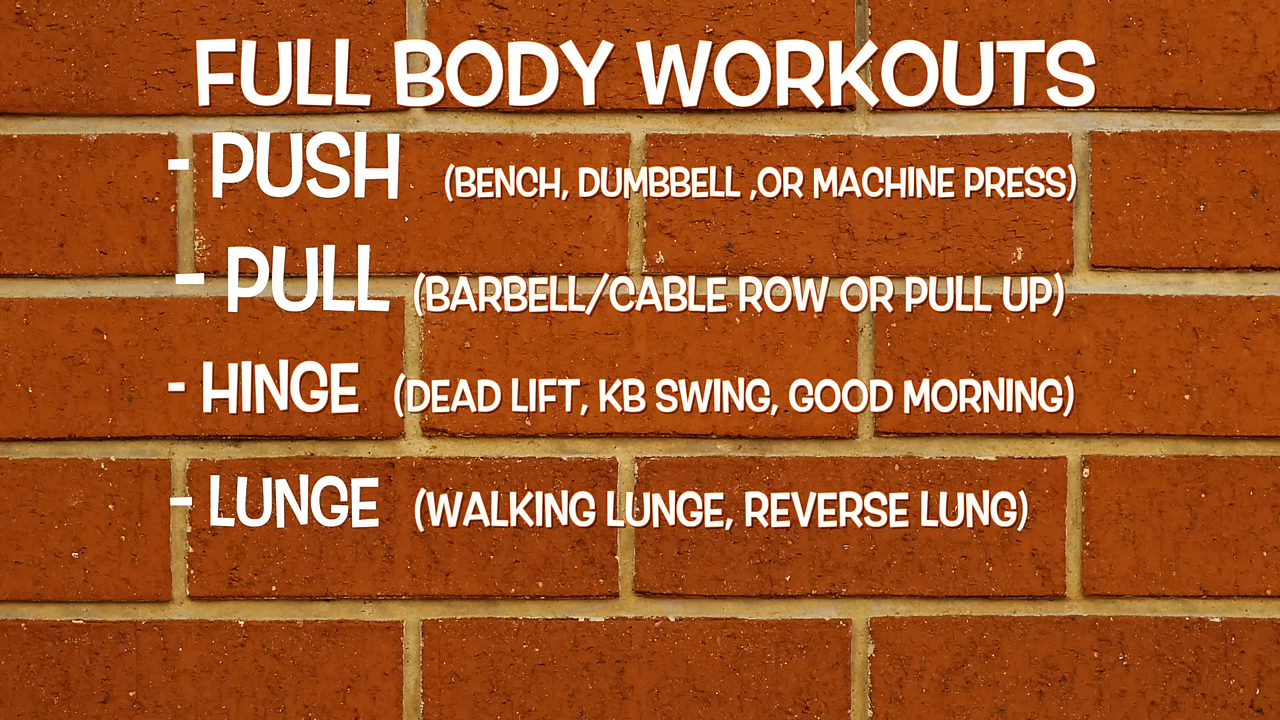 FULL BODY WORKOUTS
- PUSH (BENCH, DUMBBELL ,OR MACHINE PRESS)
- PULL (BARBELL/CABLE ROW OR PULL UP)
- HINGE (DEAD LIFT, KB SWING, GOOD MORNING)
- LUNGE (WALKING LUNGE, REVERSE LUNG)